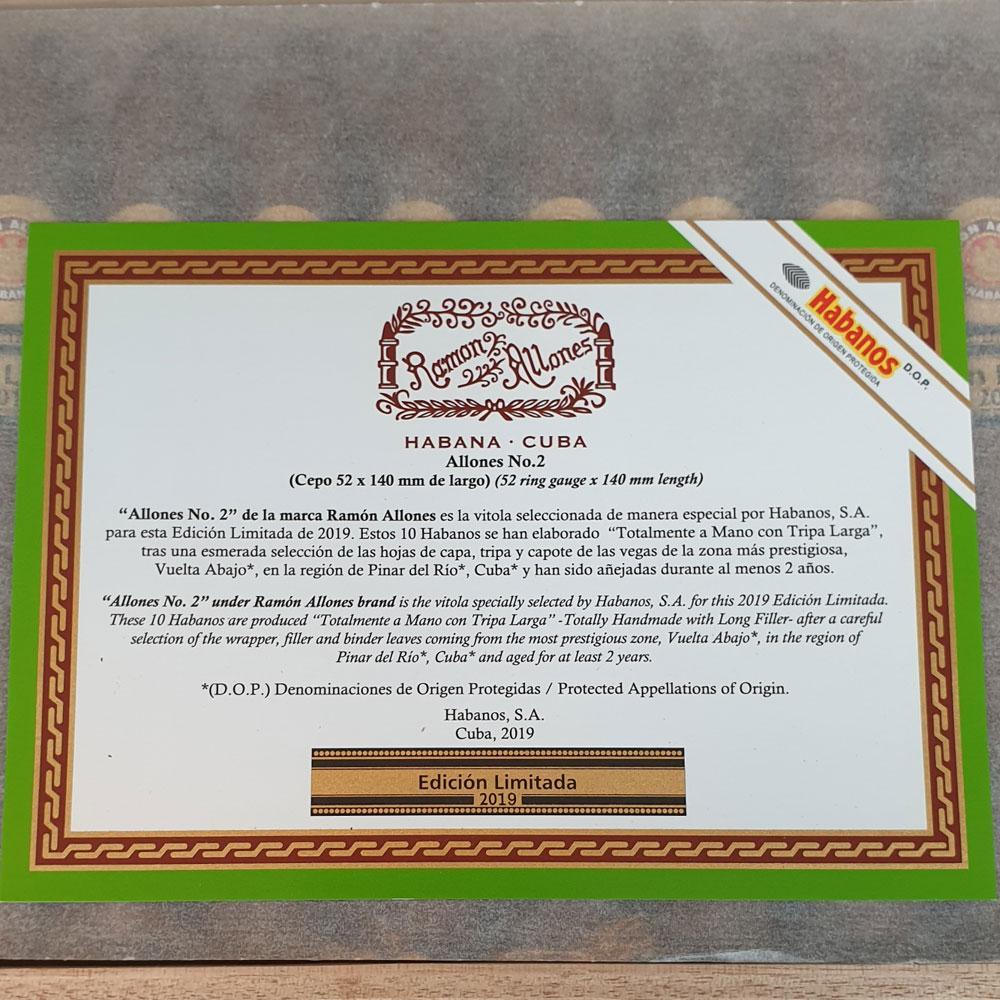 Habanos
D.O.P.
DENOMINACIÓN DE ORIGEN PROTEGIDA
Ramon Allones
HABANA · CUBA
Allones No.2
(Cepo 52 x 140 mm de largo) (52 ring gauge x 140 mm length)
“Allones No. 2” de la marca Ramón Allones es la vitola seleccionada de manera especial por Habanos, S.A.
para esta Edición Limitada de 2019. Estos 10 Habanos se han elaborado “Totalmente a Mano con Tripa Larga”,
tras una esmerada selección de las hojas de capa, tripa y capote de las vegas de la zona más prestigiosa,
Vuelta Abajo*, en la región de Pinar del Río*, Cuba* y han sido añejadas durante al menos 2 años.
“Allones No. 2” under Ramón Allones brand is the vitola specially selected by Habanos, S.A. for this 2019 Edición Limitada.
These 10 Habanos are produced “Totalmente a Mano con Tripa Larga” -Totally Handmade with Long Filler- after a careful
selection of the wrapper, filler and binder leaves coming from the most prestigious zone, Vuelta Abajo*, in the region of
Pinar del Río*, Cuba* and aged for at least 2 years.
*(D.O.P.) Denominaciones de Origen Protegidas / Protected Appellations of Origin.
Habanos, S.A.
Cuba, 2019
Edición Limitada
2019